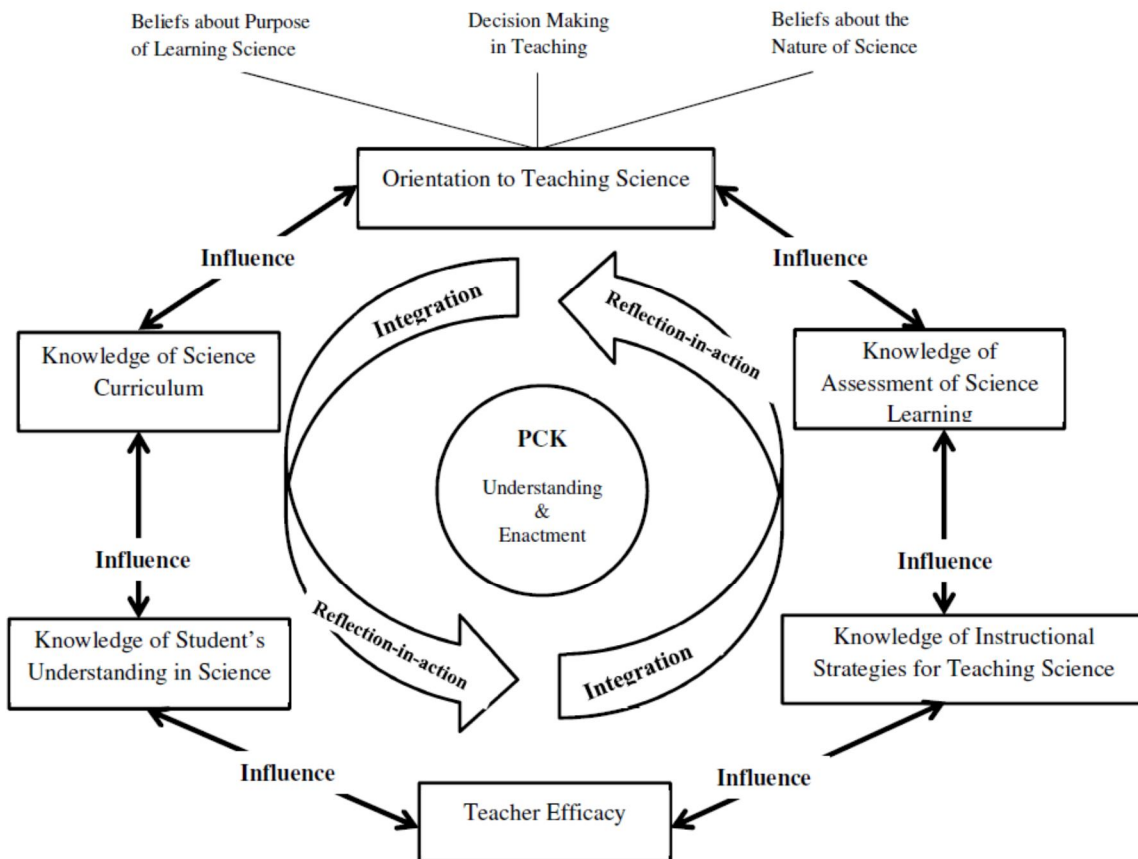 Beliefs about Purpose
of Learning Science
Decision Making
in Teaching
Beliefs about the
Nature of Science
Orientation to Teaching Science
Influence
Influence
Integration
Reflection-in-action
Knowledge of Science
Curriculum
Knowledge of
Assessment of Science
Learning
PCK
Understanding
&
Enactment
Influence
Influence
Knowledge of Student's
Understanding in Science
Reflection-in-action
Integration
Knowledge of Instructional
Strategies for Teaching Science
Influence
Influence
Teacher Efficacy